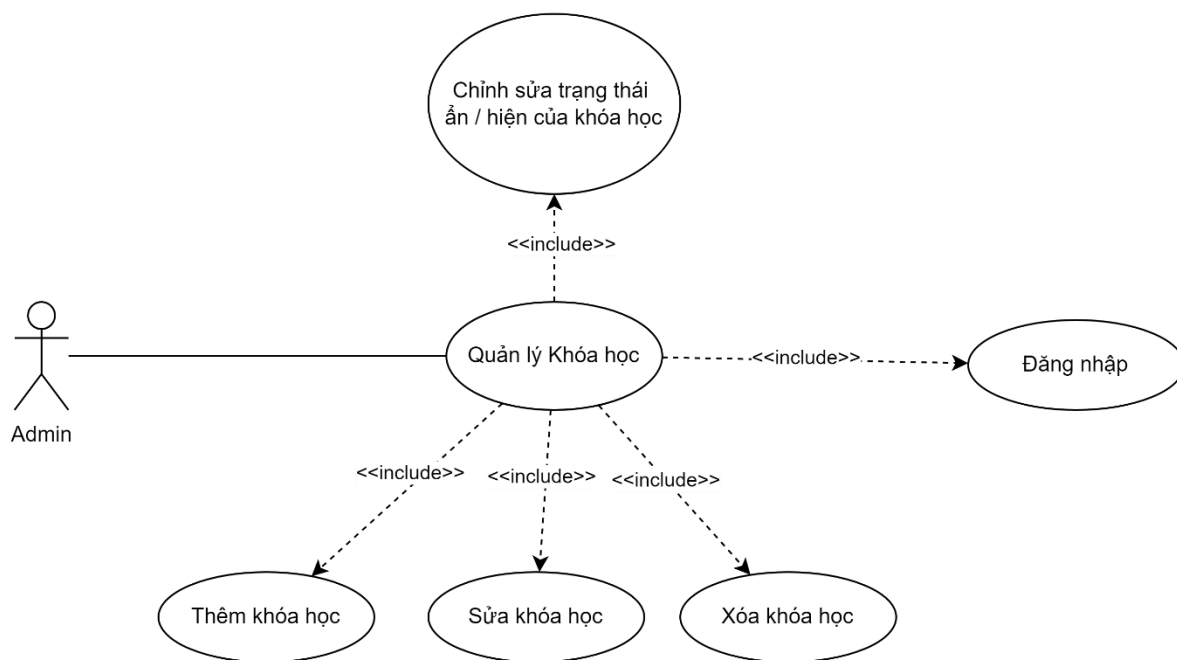 Chỉnh sửa trạng thái
ẩn / hiện của khóa học
<<include>>
Quản lý Khóa học
<<include>>
Đăng nhập
Admin
<<include>>
<<include>>
<<include>>
Thêm khóa học
Sửa khóa học
Xóa khóa học